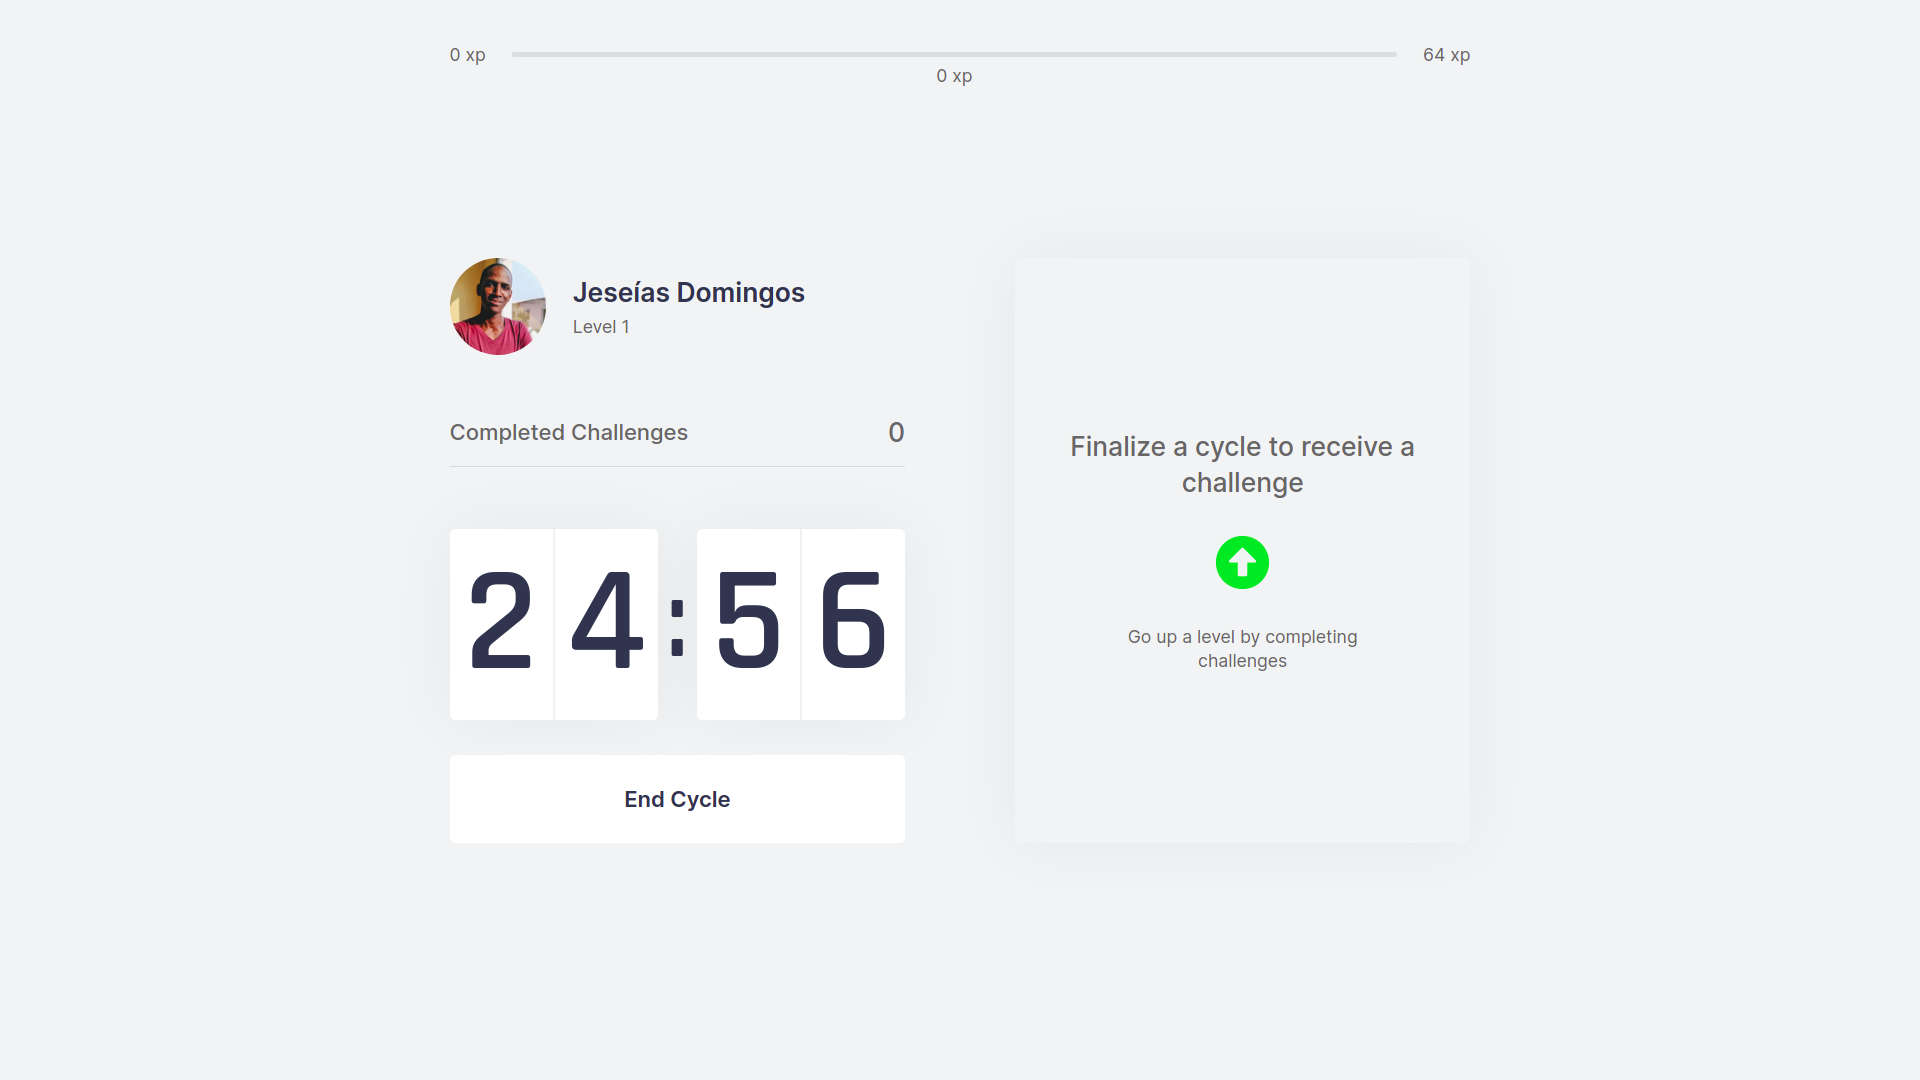 0 xp
64 xp
0 xp
Jeseías Domingos
Level 1
Completed Challenges 0
24:56
End Cycle
Finalize a cycle to receive a
challenge
Go up a level by completing
challenges